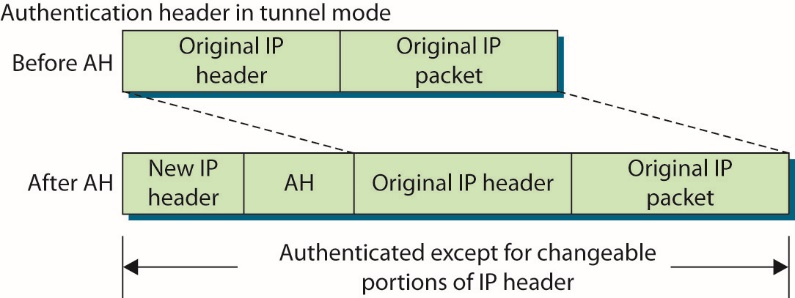 Authentication header in tunnel mode
Before AH
Original IP
header
Original IP
packet
After AH
New IP
header
AH
Original IP header
Original IP
packet
Authenticated except for changeable
portions of IP header